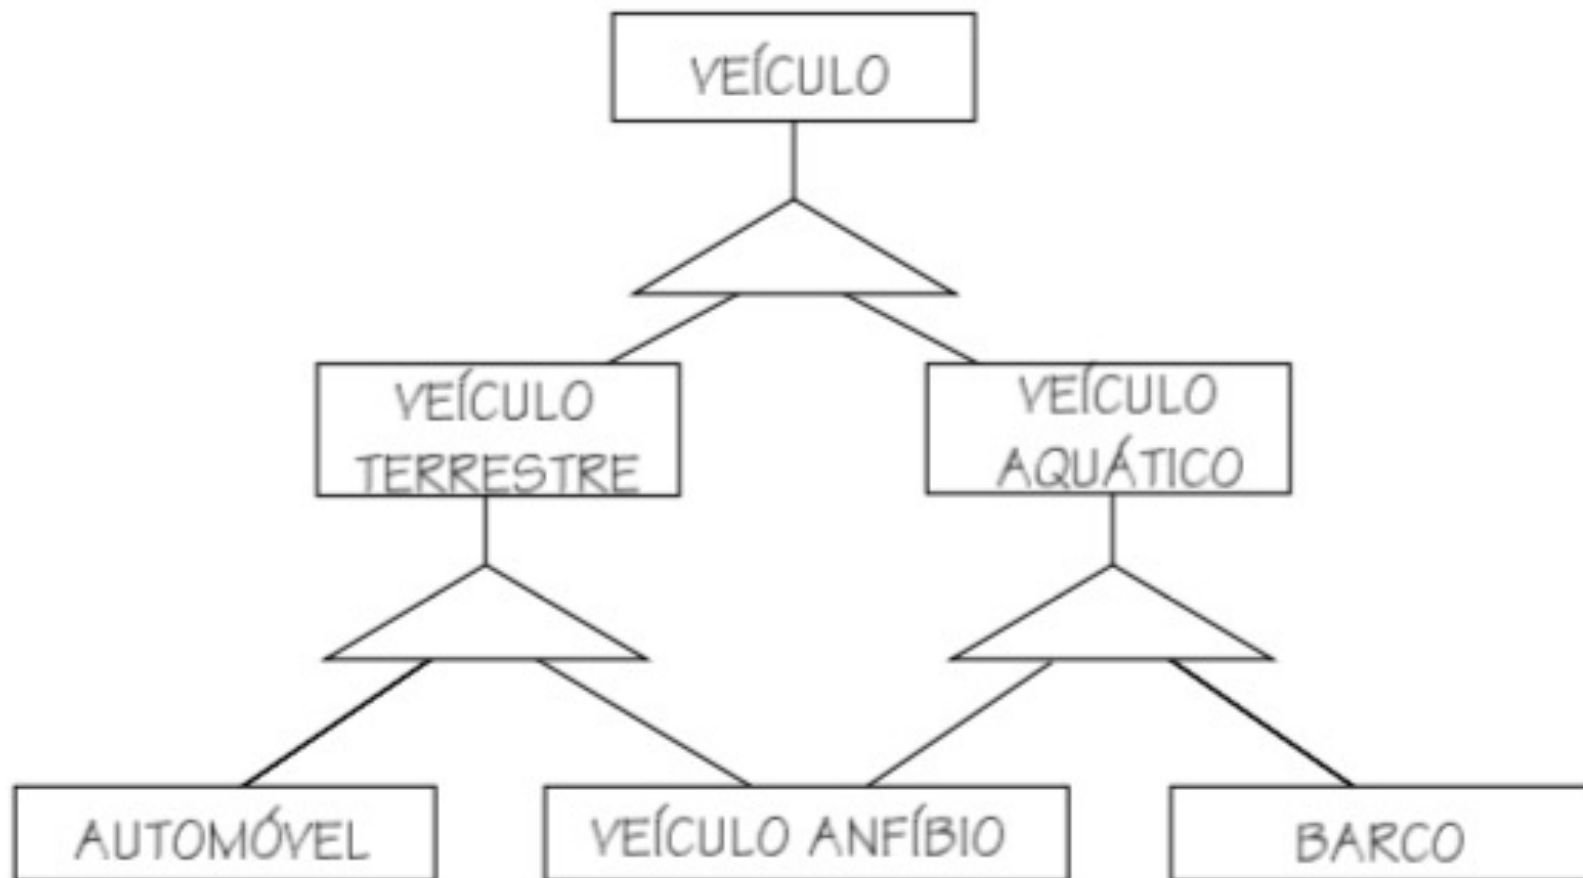 VEÍCULO
VEÍCULO
TERRESTRE
VEÍCULO
AQUÁTICO
AUTOMÓVEL
VEÍCULO ANFÍBIO
BARCO